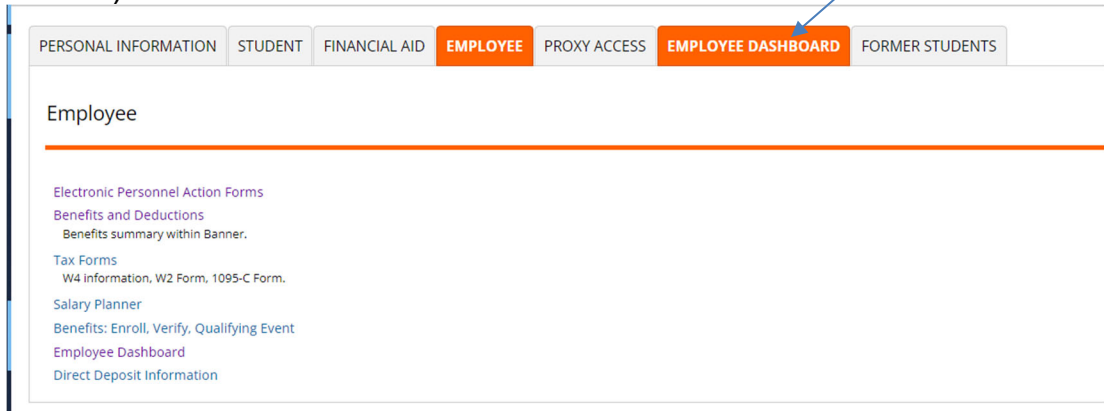 PERSONAL INFORMATION STUDENT FINANCIAL AID EMPLOYEE PROXY ACCESS EMPLOYEE DASHBOARD FORMER STUDENTS
Employee
Electronic Personnel Action Forms
Benefits and Deductions
Benefits summary within Banner.
Tax Forms
W4 information, W2 Form, 1095-C Form.
Salary Planner
Benefits: Enroll, Verify, Qualifying Event
Employee Dashboard
Direct Deposit Information